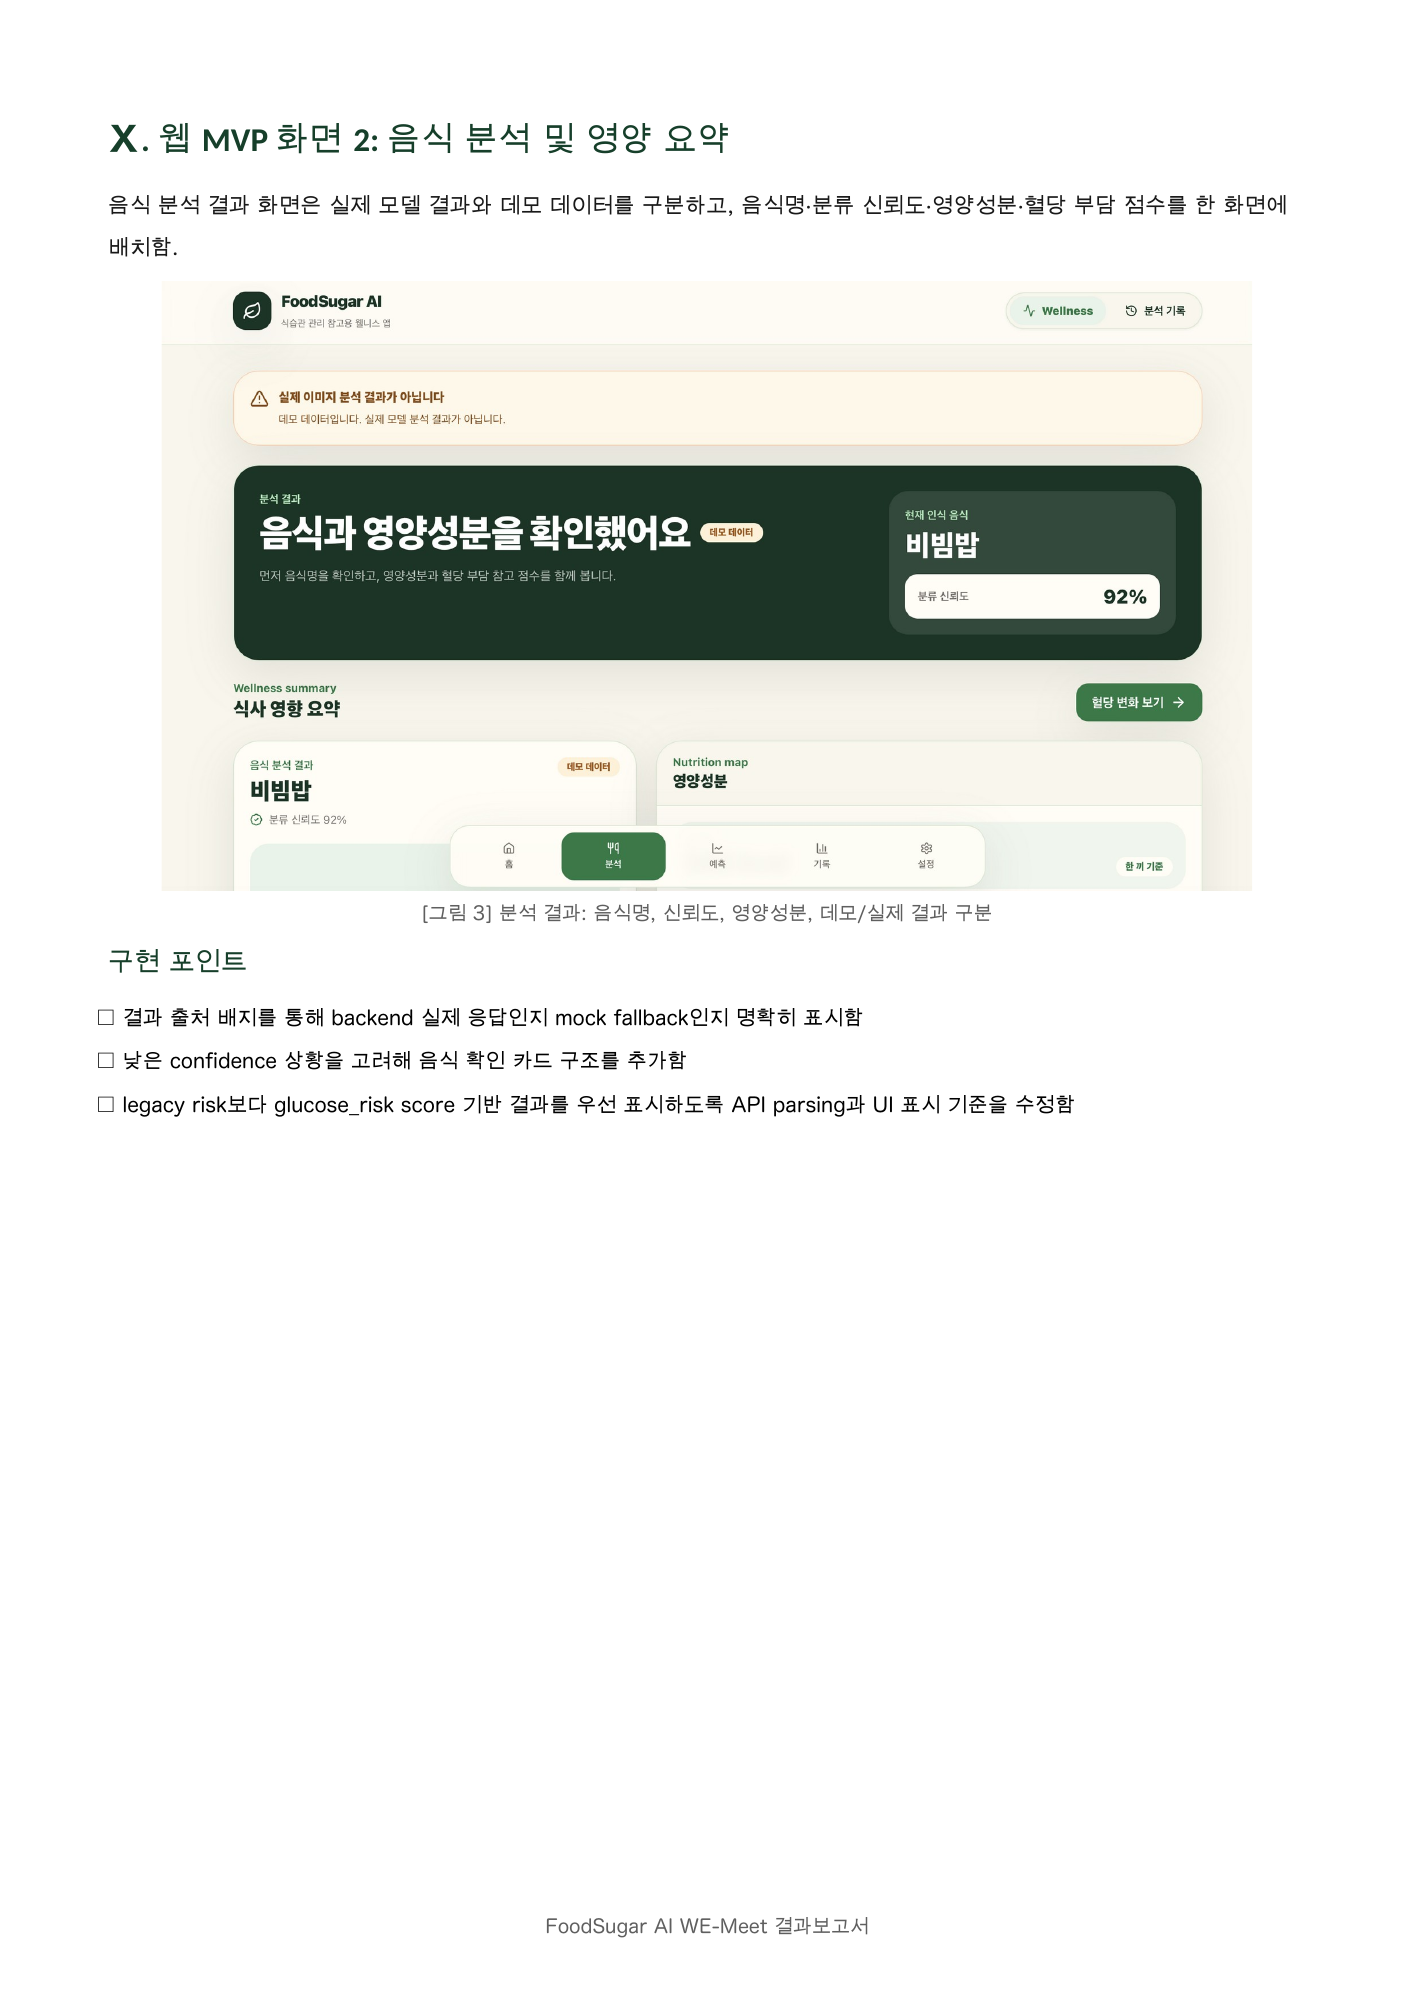 X. 웹 MVP 화면 2: 음식 분석 및 영양 요약
음식 분석 결과 화면은 실제 모델 결과와 데모 데이터를 구분하고, 음식명·분류 신뢰도·영양성분·혈당 부담 점수를 한 화면에
배치함.
FoodSugar AI
식습관 관리 참고용 웰니스 앱
Wellness
분석 기록
실제 이미지 분석 결과가 아닙니다
데모 데이터입니다. 실제 모델 분석 결과가 아닙니다.
분석 결과
음식과 영양성분을 확인했어요 데모 데이터
먼저 음식명을 확인하고, 영양성분과 혈당 부담 참고 점수를 함께 봅니다.
현재 인식 음식
비빔밥
분류 신뢰도 92%
Wellness summary
식사 영향 요약
혈당 변화 보기
음식 분석 결과
데모 데이터
비빔밥
분류 신뢰도 92%
Nutrition map
영양성분
한 끼 기준
홈 분석 예측 기록 설정
[그림 3] 분석 결과: 음식명, 신뢰도, 영양성분, 데모/실제 결과 구분
구현 포인트
□ 결과 출처 배지를 통해 backend 실제 응답인지 mock fallback인지 명확히 표시함
□ 낮은 confidence 상황을 고려해 음식 확인 카드 구조를 추가함
□ legacy risk보다 glucose_risk score 기반 결과를 우선 표시하도록 API parsing과 UI 표시 기준을 수정함
FoodSugar AI WE-Meet 결과보고서